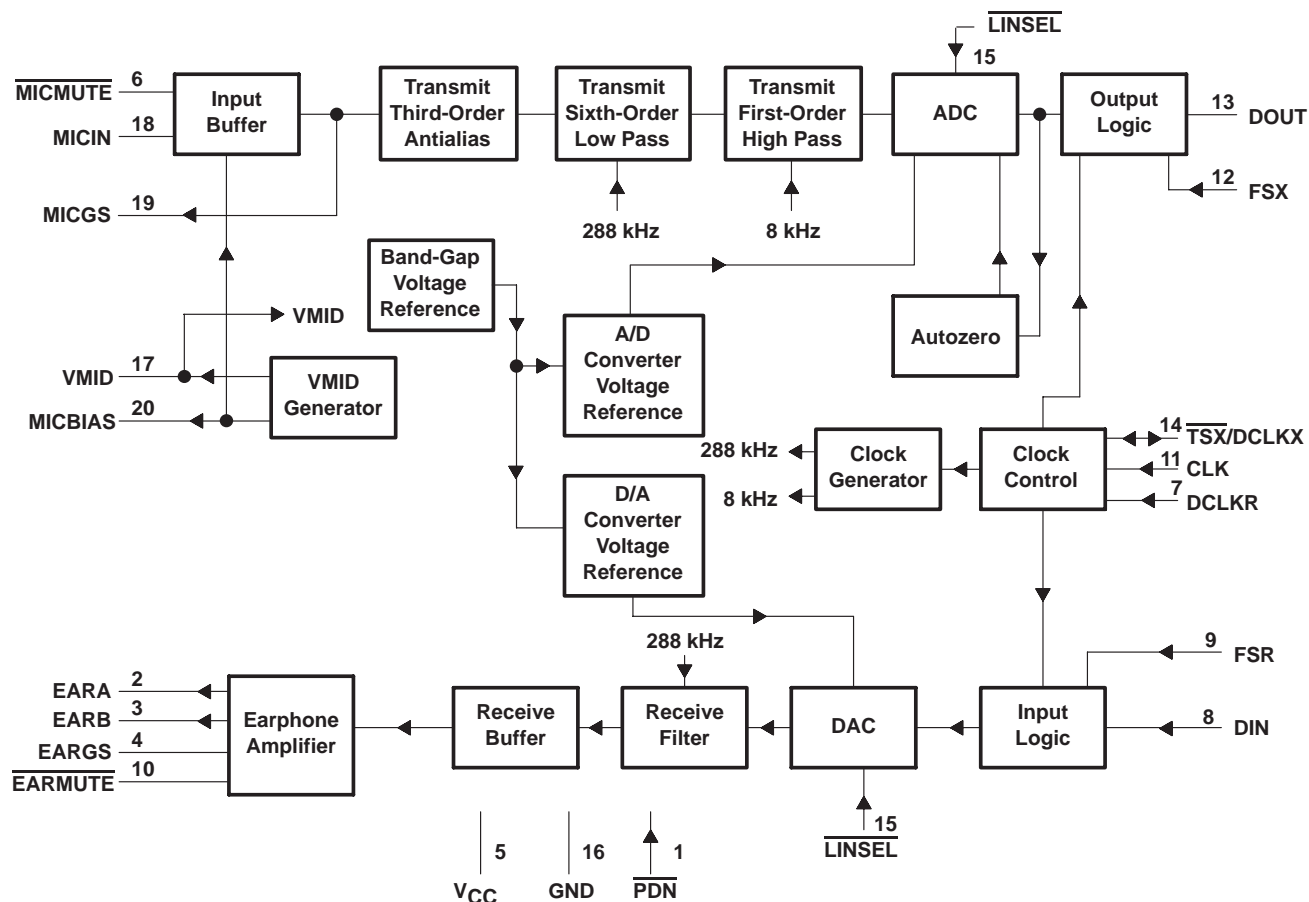 LINSEL
15
MICMUTE
6
MICIN
18
Input
Buffer
Transmit
Third-Order
Antialias
Transmit
Sixth-Order
Low Pass
Transmit
First-Order
High Pass
ADC
Output
Logic
13
DOUT
12
FSX
MICGS
19
288 kHz
8 kHz
Band-Gap
Voltage
Reference
VMID
A/D
Converter
Voltage
Reference
Autozero
VMID
17
MICBIAS
20
VMID
Generator
288 kHz
8 kHz
Clock
Generator
Clock
Control
14
TSX/DCLKX
11
CLK
7
DCLKR
D/A
Converter
Voltage
Reference
288 kHz
9
FSR
EARA
2
EARB
3
EARGS
4
EARMUTE
10
Earphone
Amplifier
Receive
Buffer
Receive
Filter
DAC
Input
Logic
8
DIN
5
VCC
16
GND
1
PDN
15
LINSEL